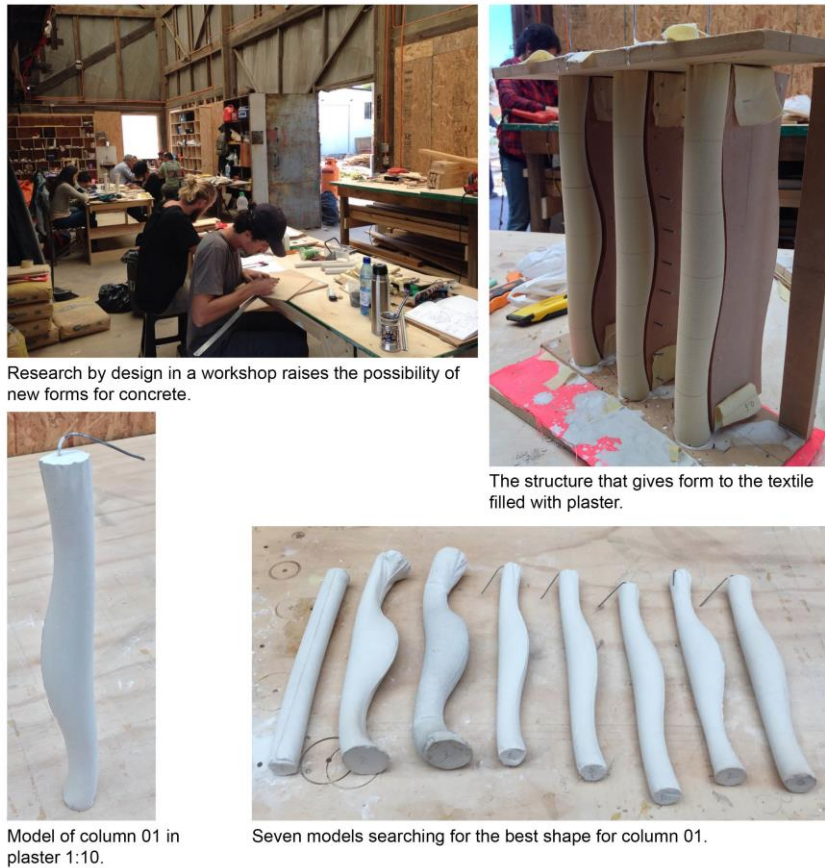 Research by design in a workshop raises the possibility of
new forms for concrete.
The structure that gives form to the textile
filled with plaster.
Model of column 01 in
plaster 1:10.
Seven models searching for the best shape for column 01.